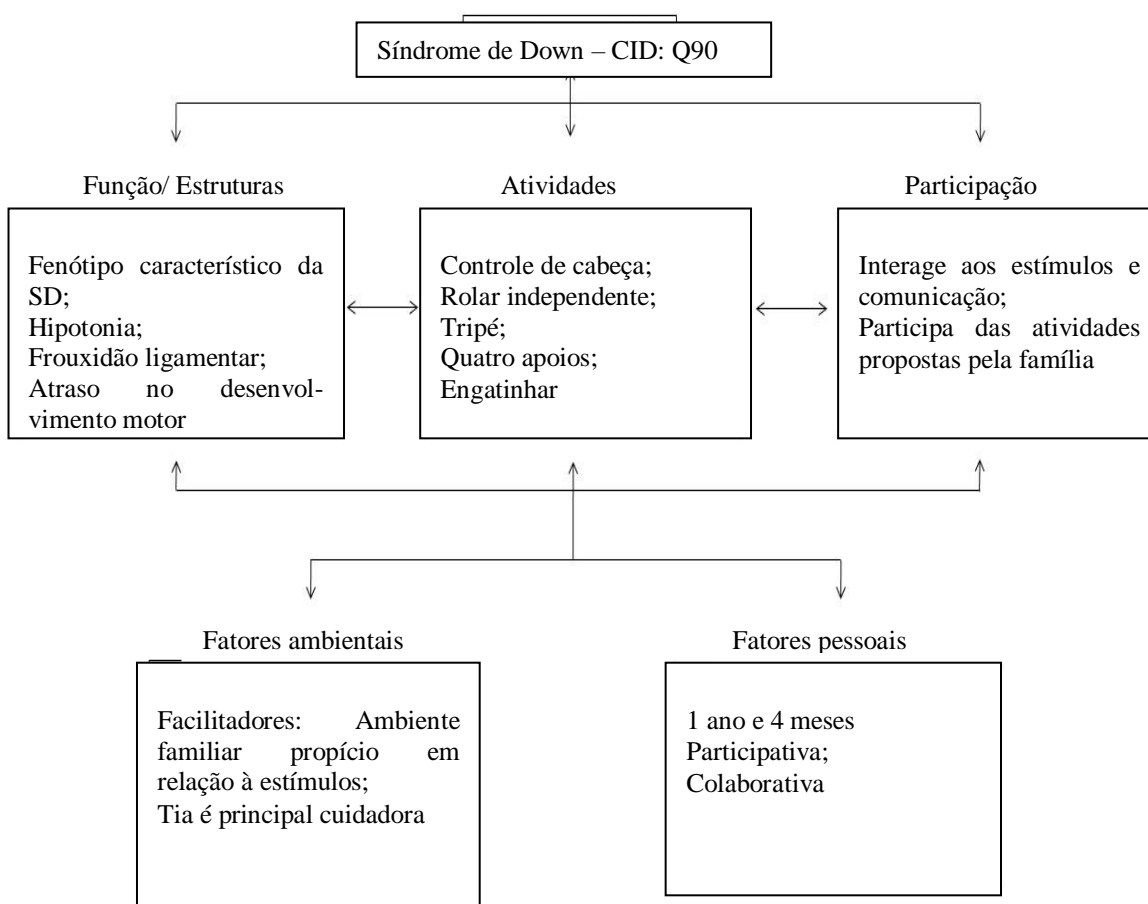 Síndrome de Down – CID: Q90
Função/ Estruturas
Atividades
Participação
Fenótipo característico da
SD;
Hipotonia;
Frouxidão ligamentar;
Atraso no desenvol-
vimento motor
Controle de cabeça;
Rolar independente;
Tripé;
Quatro apoios;
Engatinhar
Interage aos estímulos e
comunicação;
Participa das atividades
propostas pela família
Fatores ambientais
Fatores pessoais
Facilitadores: Ambiente
familiar propício em
relação à estímulos;
Tia é principal cuidadora
1 ano e 4 meses
Participativa;
Colaborativa